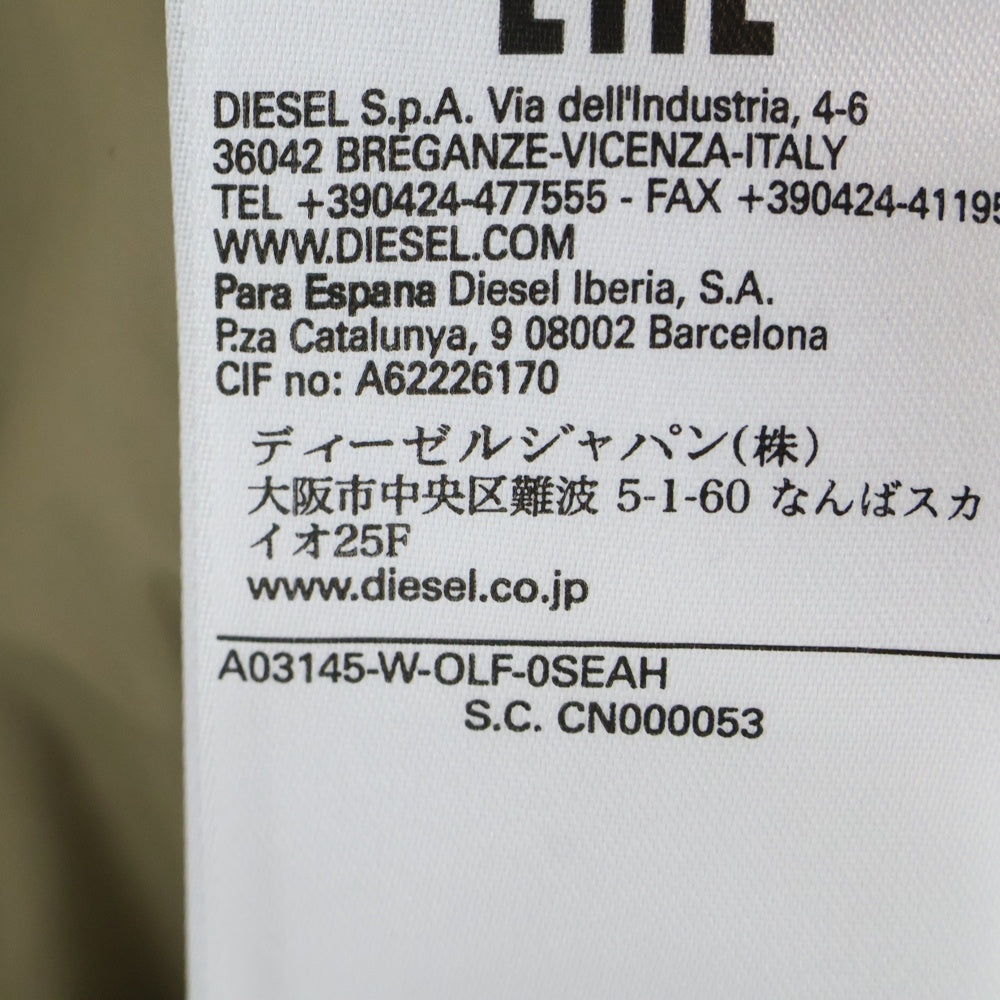 DIESEL S.p.A. Via dell'Industria, 4-6
36042 BREGANZE-VICENZA-ITALY
TEL +390424-477555 - FAX +390424-41195
WWW.DIESEL.COM
Para Espana Diesel Iberia, S.A.
P.za Catalunya, 9 08002 Barcelona
CIF no: A62226170
ディーゼルジャパン(株)
大阪市中央区難波 5-1-60 なんばスカ
イオ25F
www.diesel.co.jp
A03145-W-OLF-0SEAH
S.C. CN000053